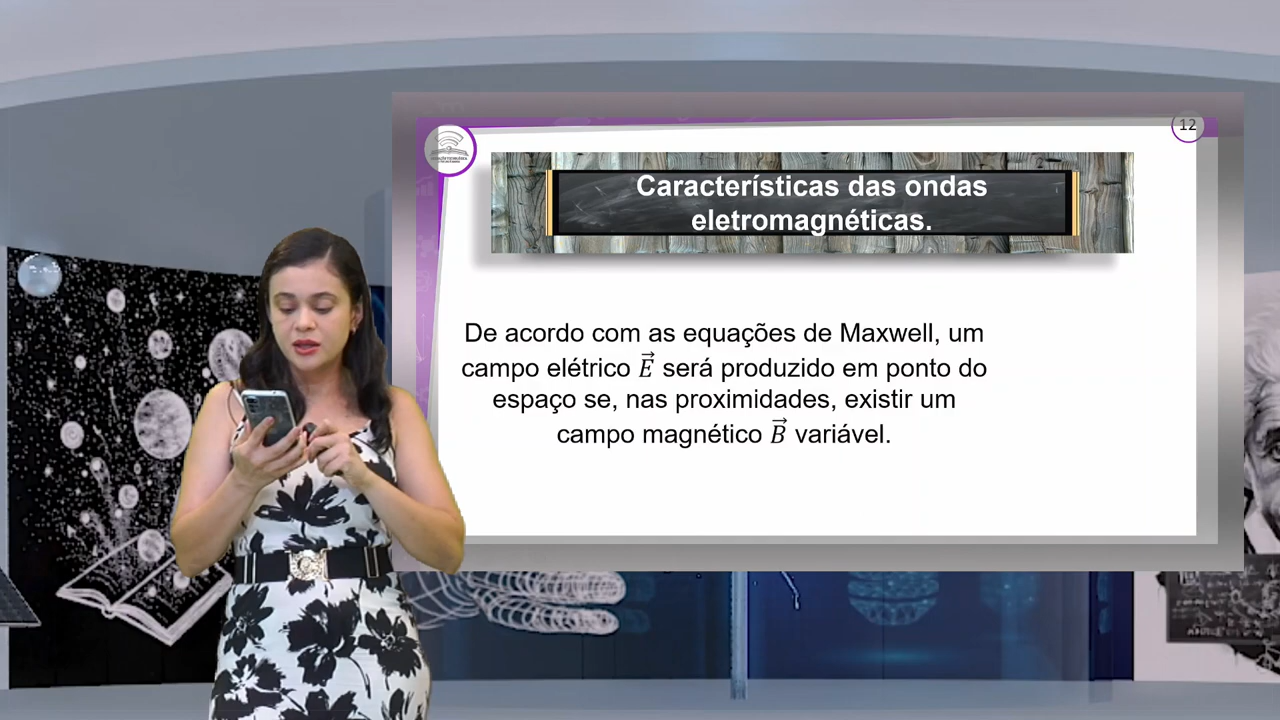 12
Características das ondas
eletromagnéticas.
De acordo com as equações de Maxwell, um
campo elétrico E⃗ será produzido em ponto do
espaço se, nas proximidades, existir um
campo magnético B⃗ variável.